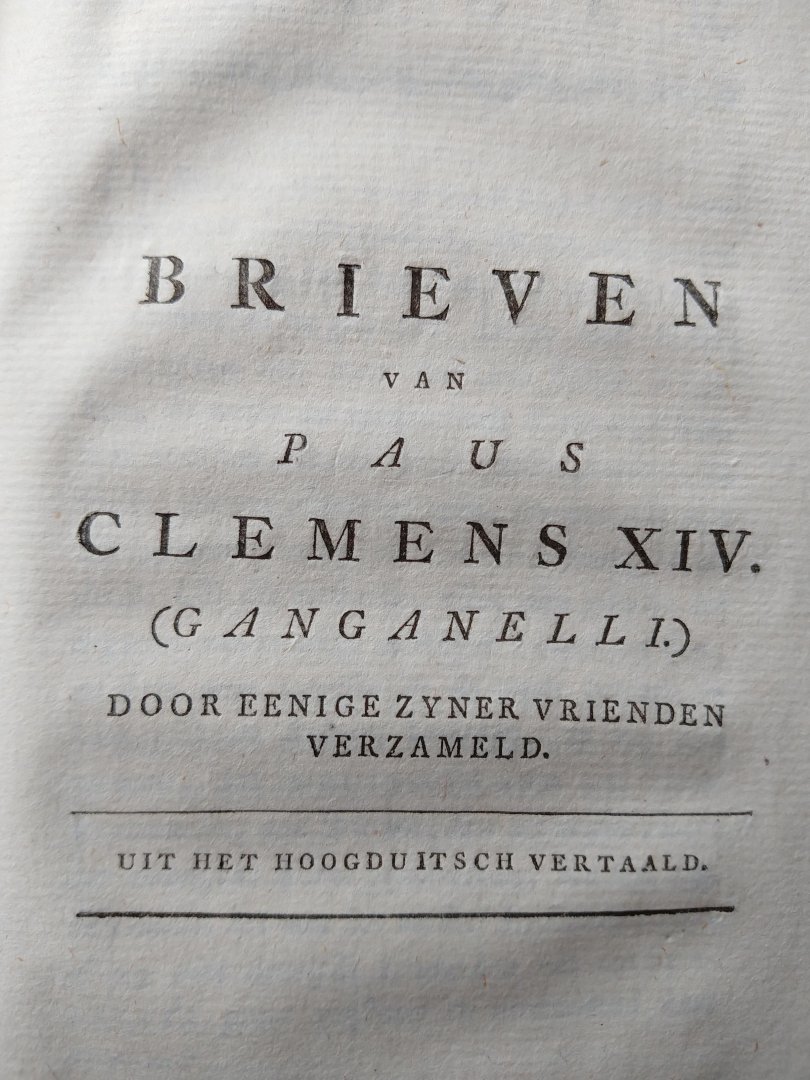 BRIEVEN
VAN
PAUS
CLEMENS XIV.
(GANGANELLI.)
DOOR EENIGE ZYNER VRIENDEN
VERZAMELD.
UIT HET HOOGDUITSCH VERTAALD.